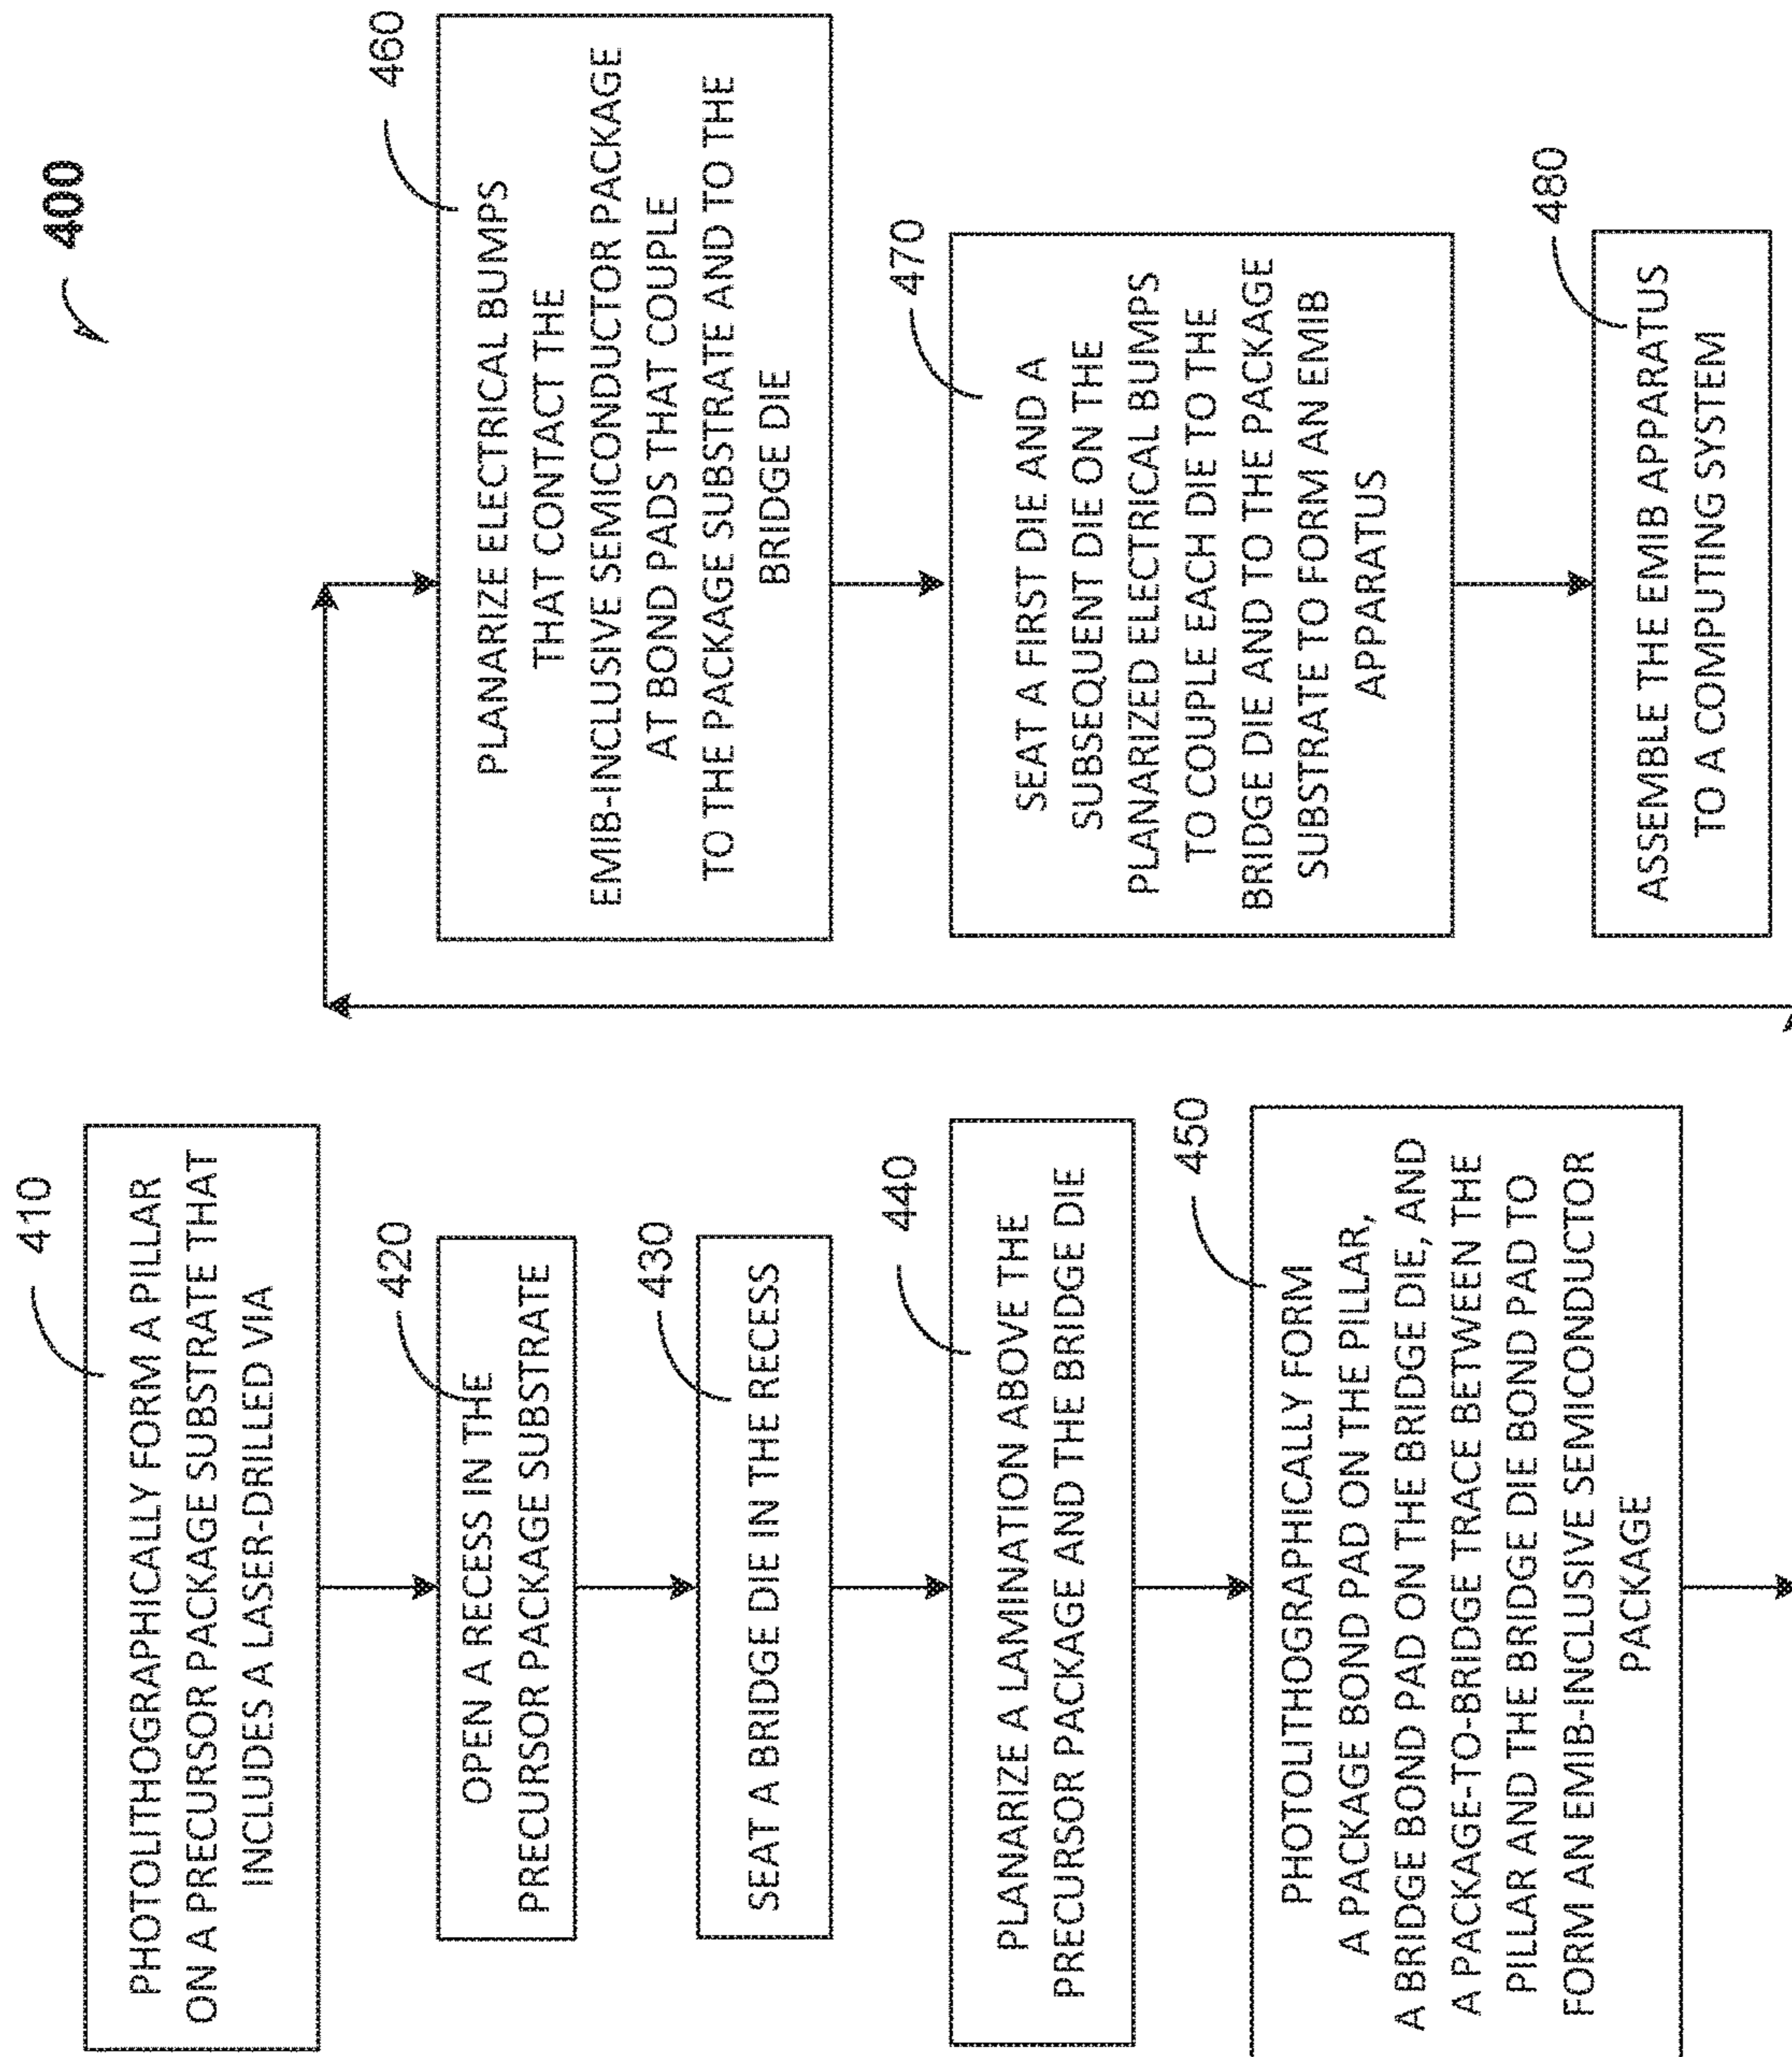 400
410
PHOTOLITHOGRAPHICALLY FORM A PILLAR
ON A PRECURSOR PACKAGE SUBSTRATE THAT
INCLUDES A LASER-DRILLED VIA
420
OPEN A RECESS IN THE
PRECURSOR PACKAGE SUBSTRATE
430
SEAT A BRIDGE DIE IN THE RECESS
440
PLANARIZE A LAMINATION ABOVE THE
PRECURSOR PACKAGE AND THE BRIDGE DIE
450
PHOTOLITHOGRAPHICALLY FORM
A PACKAGE BOND PAD ON THE PILLAR,
A BRIDGE BOND PAD ON THE BRIDGE DIE, AND
A PACKAGE-TO-BRIDGE TRACE BETWEEN THE
PILLAR AND THE BRIDGE DIE BOND PAD TO
FORM AN EMIB-INCLUSIVE SEMICONDUCTOR
PACKAGE
460
PLANARIZE ELECTRICAL BUMPS
THAT CONTACT THE
EMIB-INCLUSIVE SEMICONDUCTOR PACKAGE
AT BOND PADS THAT COUPLE
TO THE PACKAGE SUBSTRATE AND TO THE
BRIDGE DIE
470
SEAT A FIRST DIE AND A
SUBSEQUENT DIE ON THE
PLANARIZED ELECTRICAL BUMPS
TO COUPLE EACH DIE TO THE
BRIDGE DIE AND TO THE PACKAGE
SUBSTRATE TO FORM AN EMIB
APPARATUS
480
ASSEMBLE THE EMIB APPARATUS
TO A COMPUTING SYSTEM